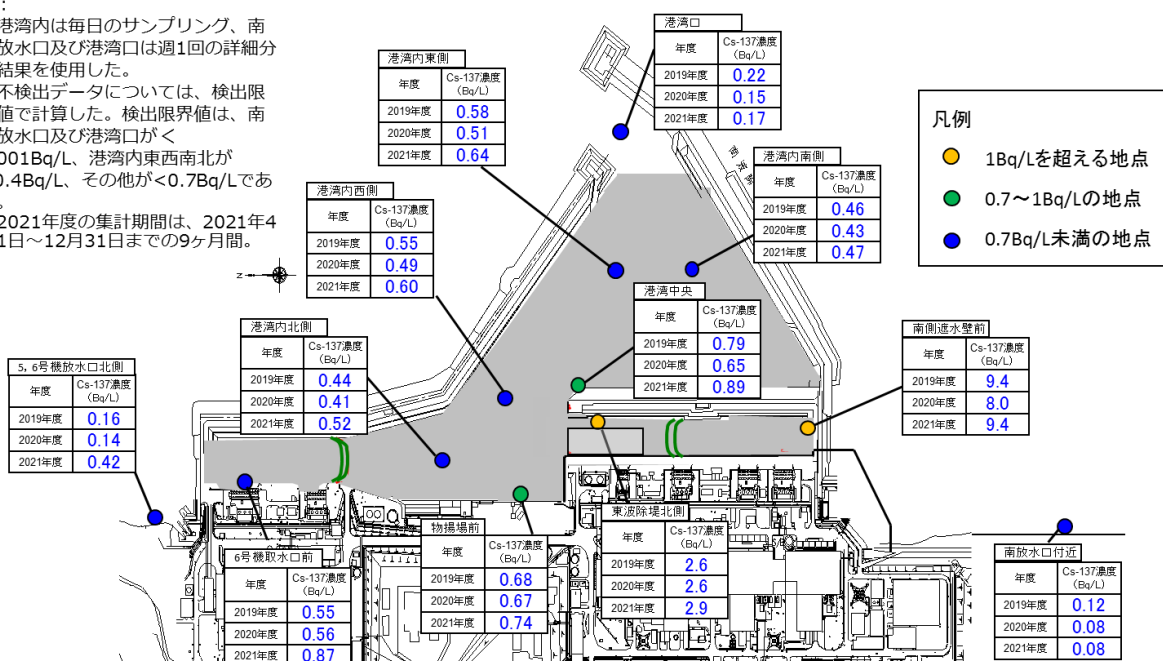 :
港湾内は毎日のサンプリング、南
放水口及び港湾口は週1回の詳細分
結果を使用した。
不検出データについては、検出限
値で計算した。検出限界値は、南
放水口及び港湾口が<
001Bq/L、港湾内東西南北が
0.4Bq/L、その他が<0.7Bq/Lであ
。
2021年度の集計期間は、2021年4
1日～12月31日までの9ヶ月間。
港湾口
年度 Cs-137濃度
(Bq/L)
2019年度 0.22
2020年度 0.15
2021年度 0.17
港湾内東側
年度 Cs-137濃度
(Bq/L)
2019年度 0.58
2020年度 0.51
2021年度 0.64
凡例
1Bq/Lを超える地点
0.7～1Bq/Lの地点
0.7Bq/L未満の地点
港湾内南側
年度 Cs-137濃度
(Bq/L)
2019年度 0.46
2020年度 0.43
2021年度 0.47
港湾内西側
年度 Cs-137濃度
(Bq/L)
2019年度 0.55
2020年度 0.49
2021年度 0.60
Z
港湾中央
年度 Cs-137濃度
(Bq/L)
2019年度 0.79
2020年度 0.65
2021年度 0.89
港湾内北側
年度 Cs-137濃度
(Bq/L)
2019年度 0.44
2020年度 0.41
2021年度 0.52
南側遮水壁前
年度 Cs-137濃度
(Bq/L)
2019年度 9.4
2020年度 8.0
2021年度 9.4
5, 6号機放水口北側
年度 Cs-137濃度
(Bq/L)
2019年度 0.16
2020年度 0.14
2021年度 0.42
東波除堤北側
年度 Cs-137濃度
(Bq/L)
2019年度 2.6
2020年度 2.6
2021年度 2.9
物揚場前
年度 Cs-137濃度
(Bq/L)
2019年度 0.68
2020年度 0.67
2021年度 0.74
6号機取水口前
年度 Cs-137濃度
(Bq/L)
2019年度 0.55
2020年度 0.56
2021年度 0.87
南放水口付近
年度 Cs-137濃度
(Bq/L)
2019年度 0.12
2020年度 0.08
2021年度 0.08